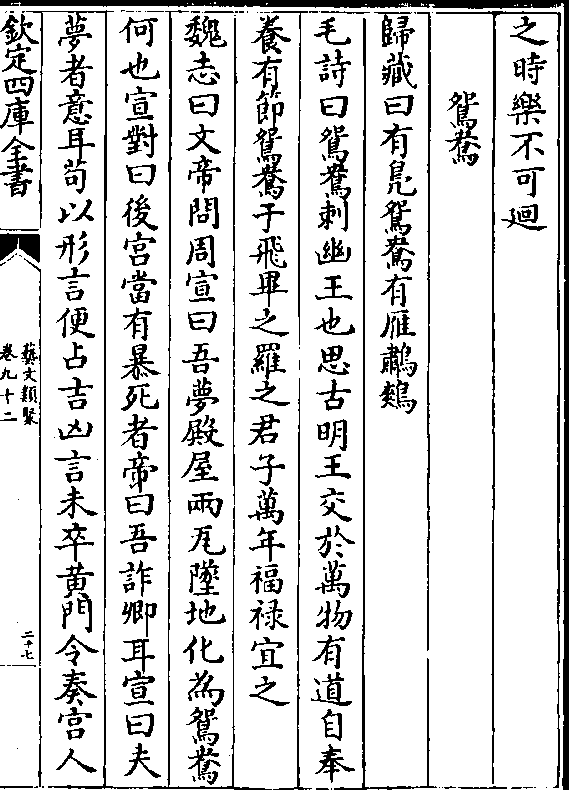 之時樂不可迴
鴛鴦
歸藏曰有鳬鴛鴦有雁鷫鷞
毛詩曰鴛鴦刺幽王也思古明王交於萬物有道自奉
養有節鴛鴦于飛畢之羅之君子萬年福禄宜之
魏志曰文帝問周宣曰吾夢殿屋兩瓦墜地化為鴛鴦
何也宣對曰後宮當有暴死者帝曰吾詐卿耳宣曰夫
夢者意耳茍以形言便占吉凶言未卒黄門令奏宫人
欽定四庫全書
藝文類聚
卷九十二
二十七